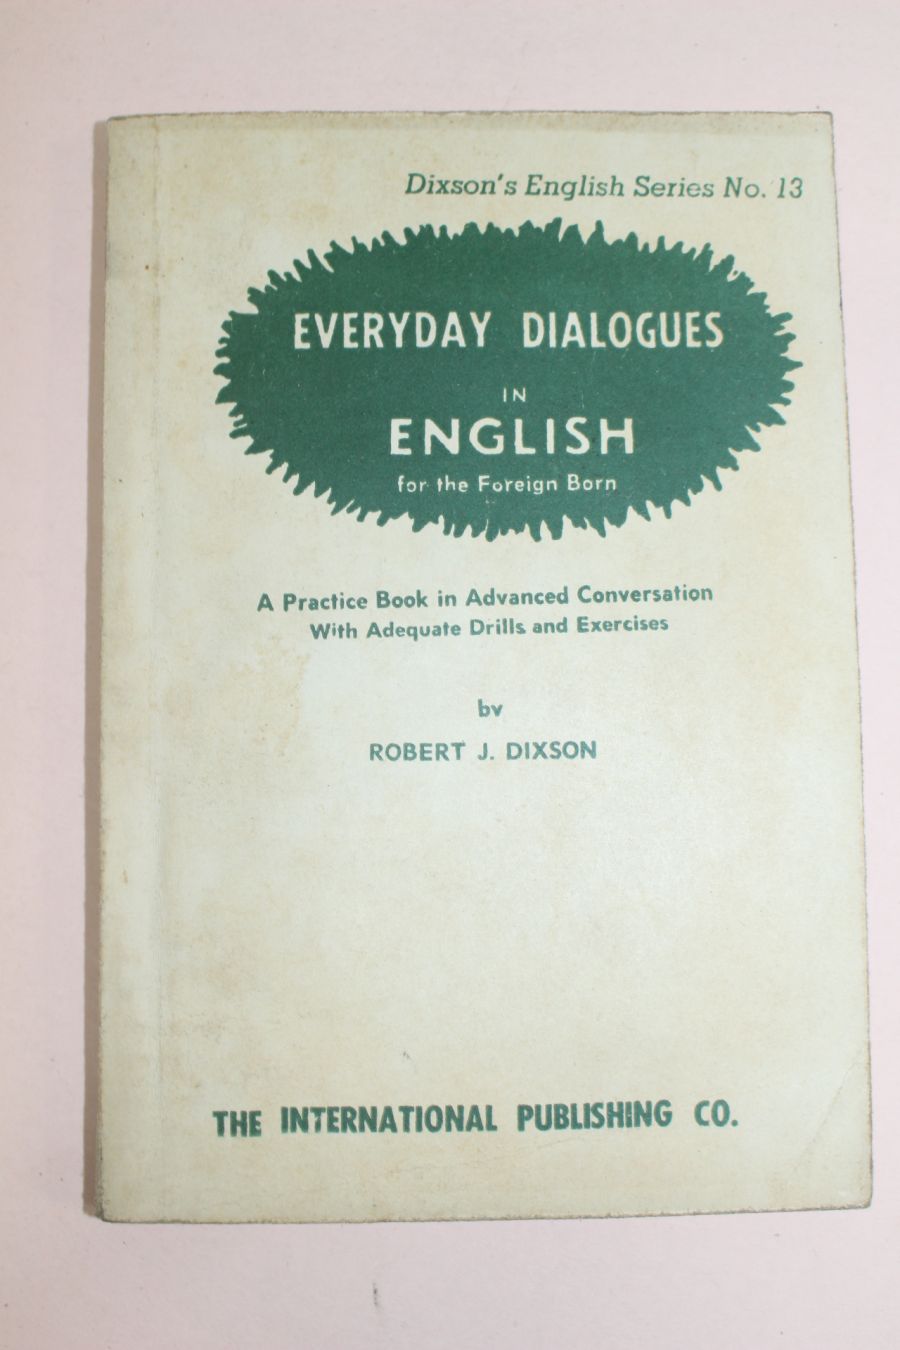 Dixson's English Series No. 13
EVERYDAY DIALOGUES
IN
ENGLISH
for the Foreign Born
A Practice Book in Advanced Conversation
With Adequate Drills and Exercises
by
ROBERT J. DIXSON
THE INTERNATIONAL PUBLISHING CO.